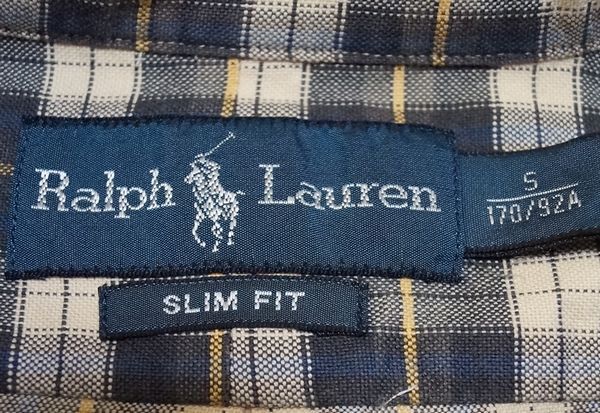 Ralph Lauren
S
170/92A
SLIM FIT